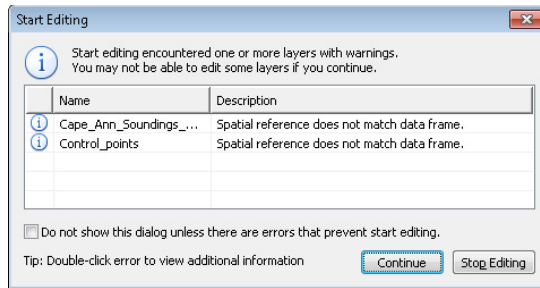 Start Editing
Start editing encountered one or more layers with warnings.
You may not be able to edit some layers if you continue.
Name Description
Cape_Ann_Soundings_... Spatial reference does not match data frame.
Control_points Spatial reference does not match data frame.
Do not show this dialog unless there are errors that prevent start editing.
Tip: Double-click error to view additional information Continue Stop Editing